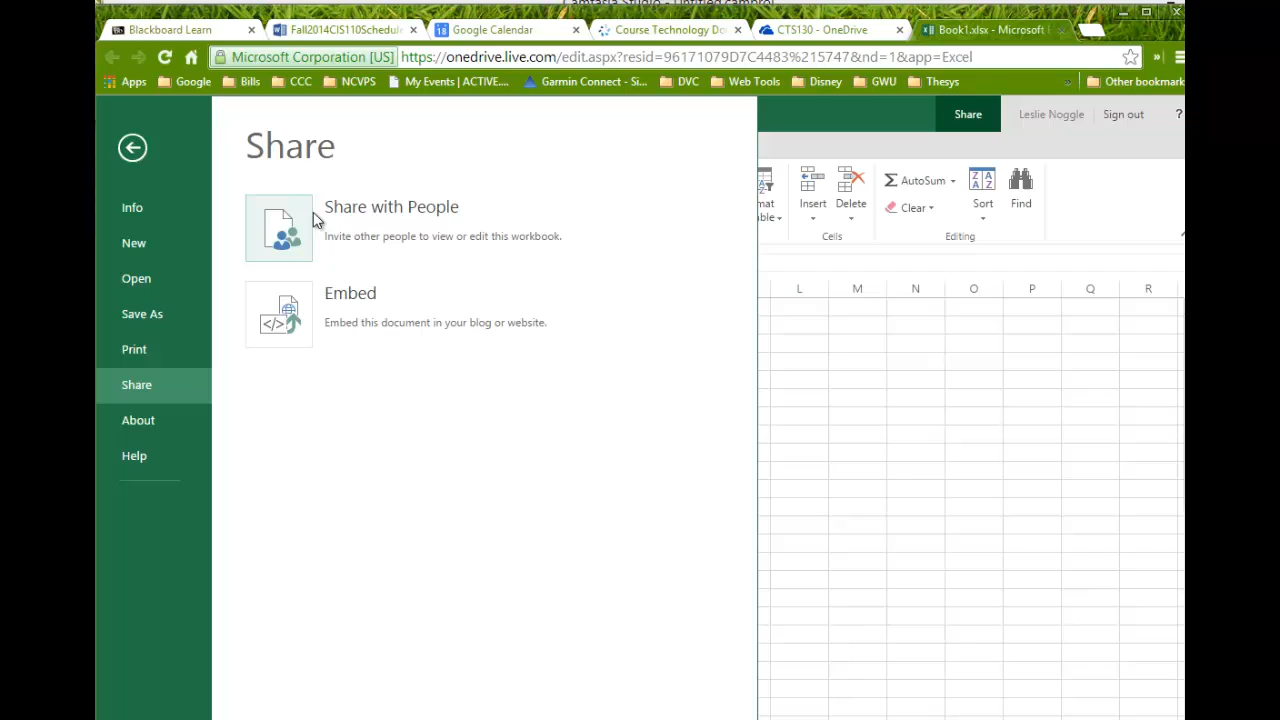 Blackboard Learn
Fall2014CIS110Schedule
Google Calendar
Course Technology Do
CTS130 - OneDrive
Book1.xlsx - Microsoft
Microsoft Corporation [US]
https://onedrive.live.com/edit.aspx?resid=96171079D7C4483%215747&nd=1&app=Excel
Apps
Google
Bills
CCC
NCVPS
My Events | ACTIVE....
Garmin Connect - Si...
DVC
Web Tools
Disney
GWU
Thesys
»
Other bookmark
Share
Leslie Noggle
Sign out
?
Share
Info
New
Open
Save As
Print
Share
About
Help
Share with People
Invite other people to view or edit this workbook.
Embed
Embed this document in your blog or website.
Insert
Delete
Cells
AutoSum
Clear
Sort
Find
Editing
L M N O P Q R